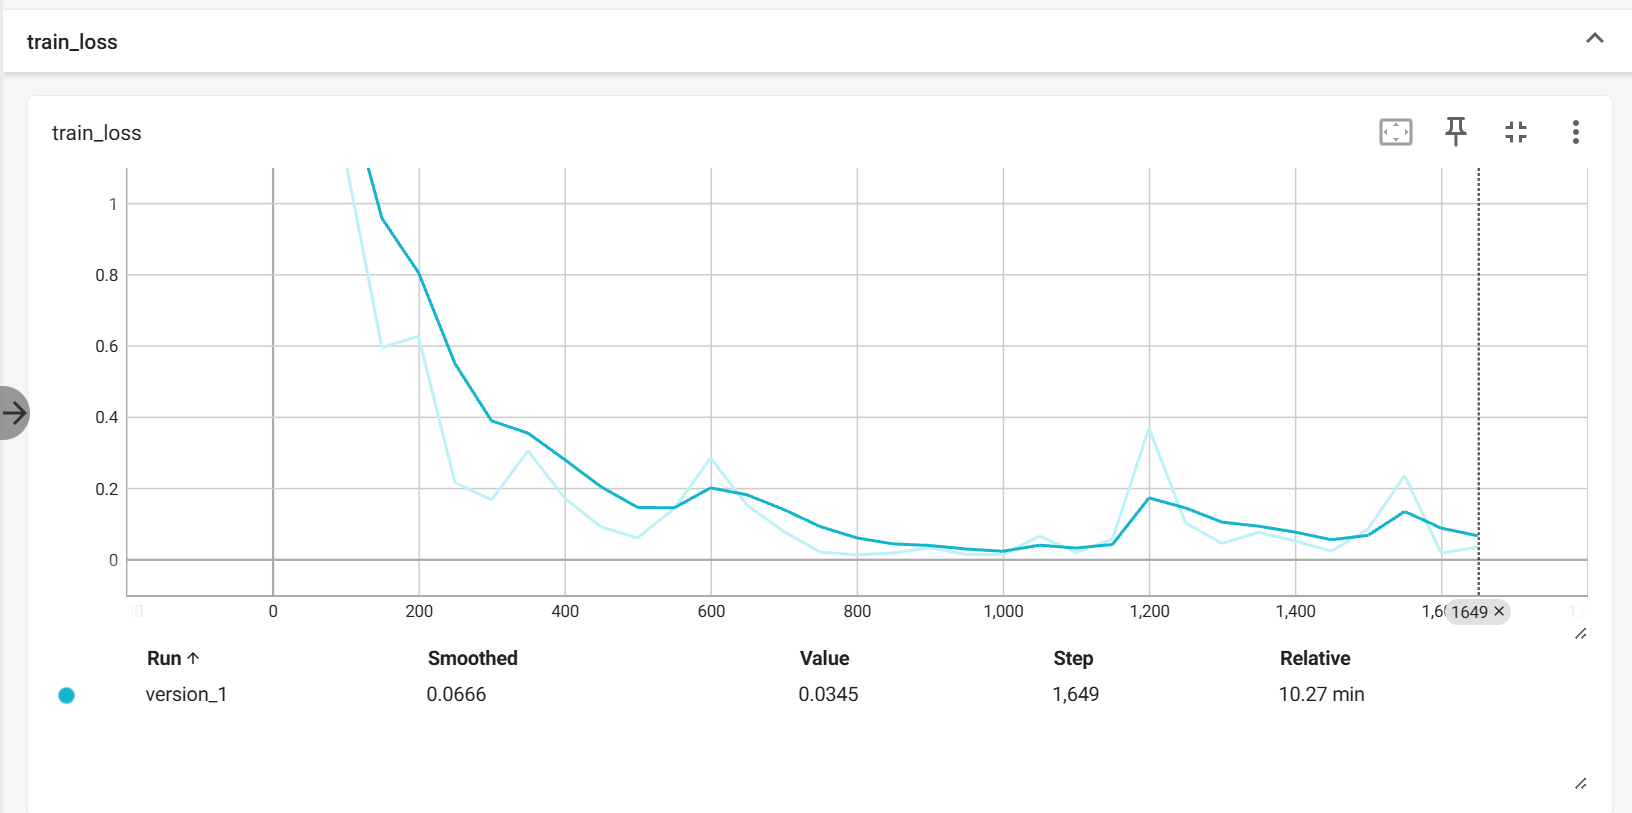 train_loss
train_loss
1
0.8
0.6
0.4
0.2
0
0 200 400 600 800 1,000 1,200 1,400 1649 ×
Run ↑ Smoothed Value Step Relative
version_1 0.0666 0.0345 1,649 10.27 min